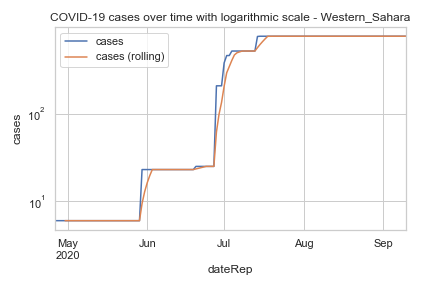 COVID-19 cases over time with logarithmic scale - Western_Sahara
cases
cases (rolling)
cases
10²
10¹
May Jun Jul Aug Sep
2020
dateRep